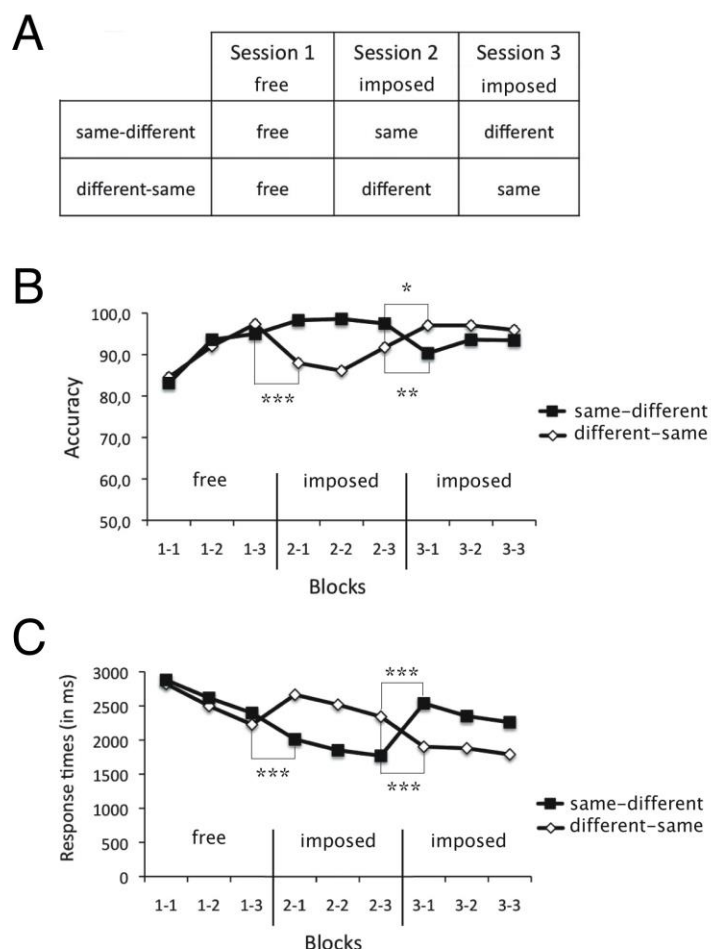 A
Session 1 Session 2 Session 3
free imposed imposed
same-different free same different
different-same free different same
B
*
100,0
90,0
80,0
70,0
60,0
50,0
Accuracy
***
**
same-different
different-same
free imposed imposed
1-1 1-2 1-3 2-1 2-2 2-3 3-1 3-2 3-3
Blocks
C
***
3000
2500
2000
1500
1000
500
0
Response times (in ms)
***
***
same-different
different-same
free imposed imposed
1-1 1-2 1-3 2-1 2-2 2-3 3-1 3-2 3-3
Blocks